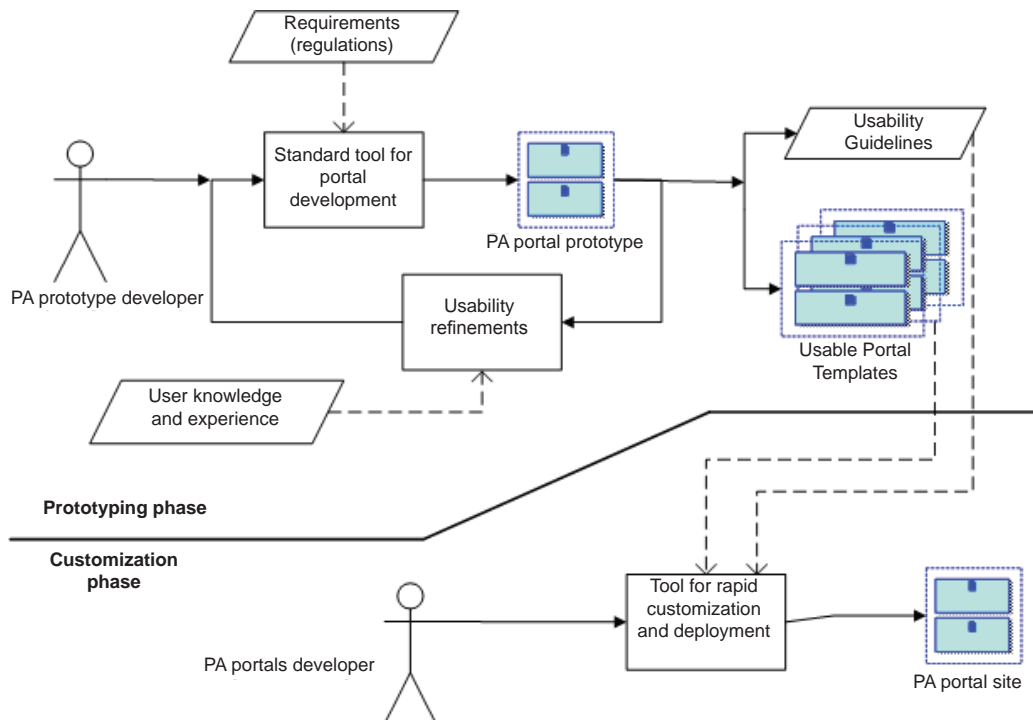 Requirements
(regulations)
Standard tool for
portal
development
PA portal prototype
Usability
Guidelines
PA prototype developer
Usability
refinements
Usable Portal
Templates
User knowledge
and experience
Prototyping phase
Customization
phase
Tool for rapid
customization
and deployment
PA portals developer
PA portal site